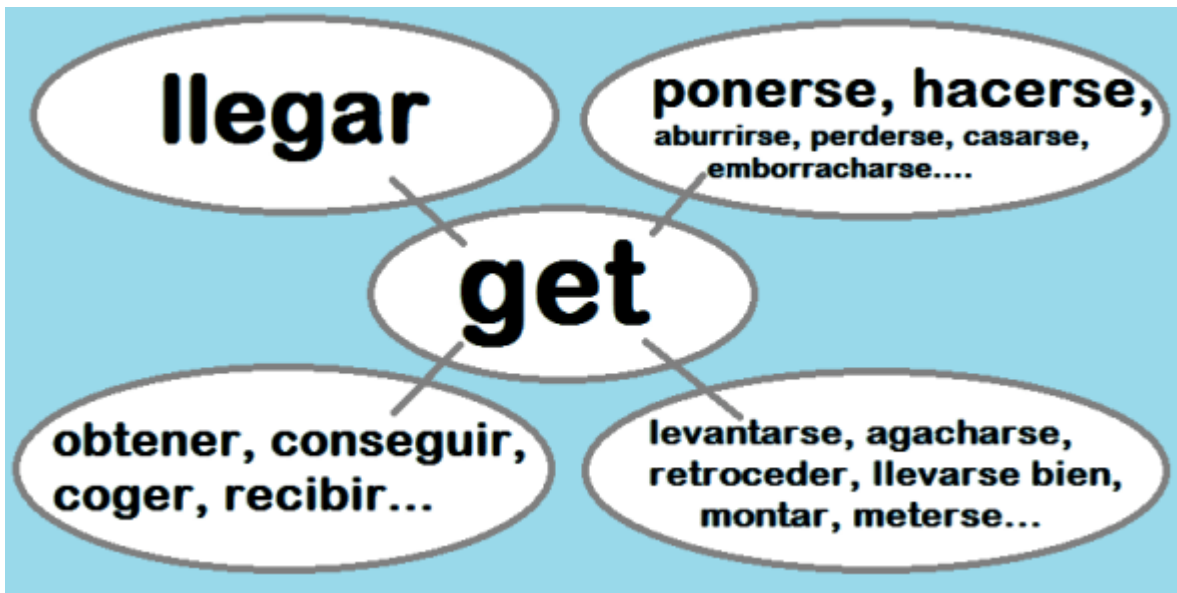 llegar
ponerse, hacerse,
aburrirse, perderse, casarse,
emborracharse....
get
obtener, conseguir,
coger, recibir...
levantarse, agacharse,
retroceder, llevarse bien,
montar, meterse...